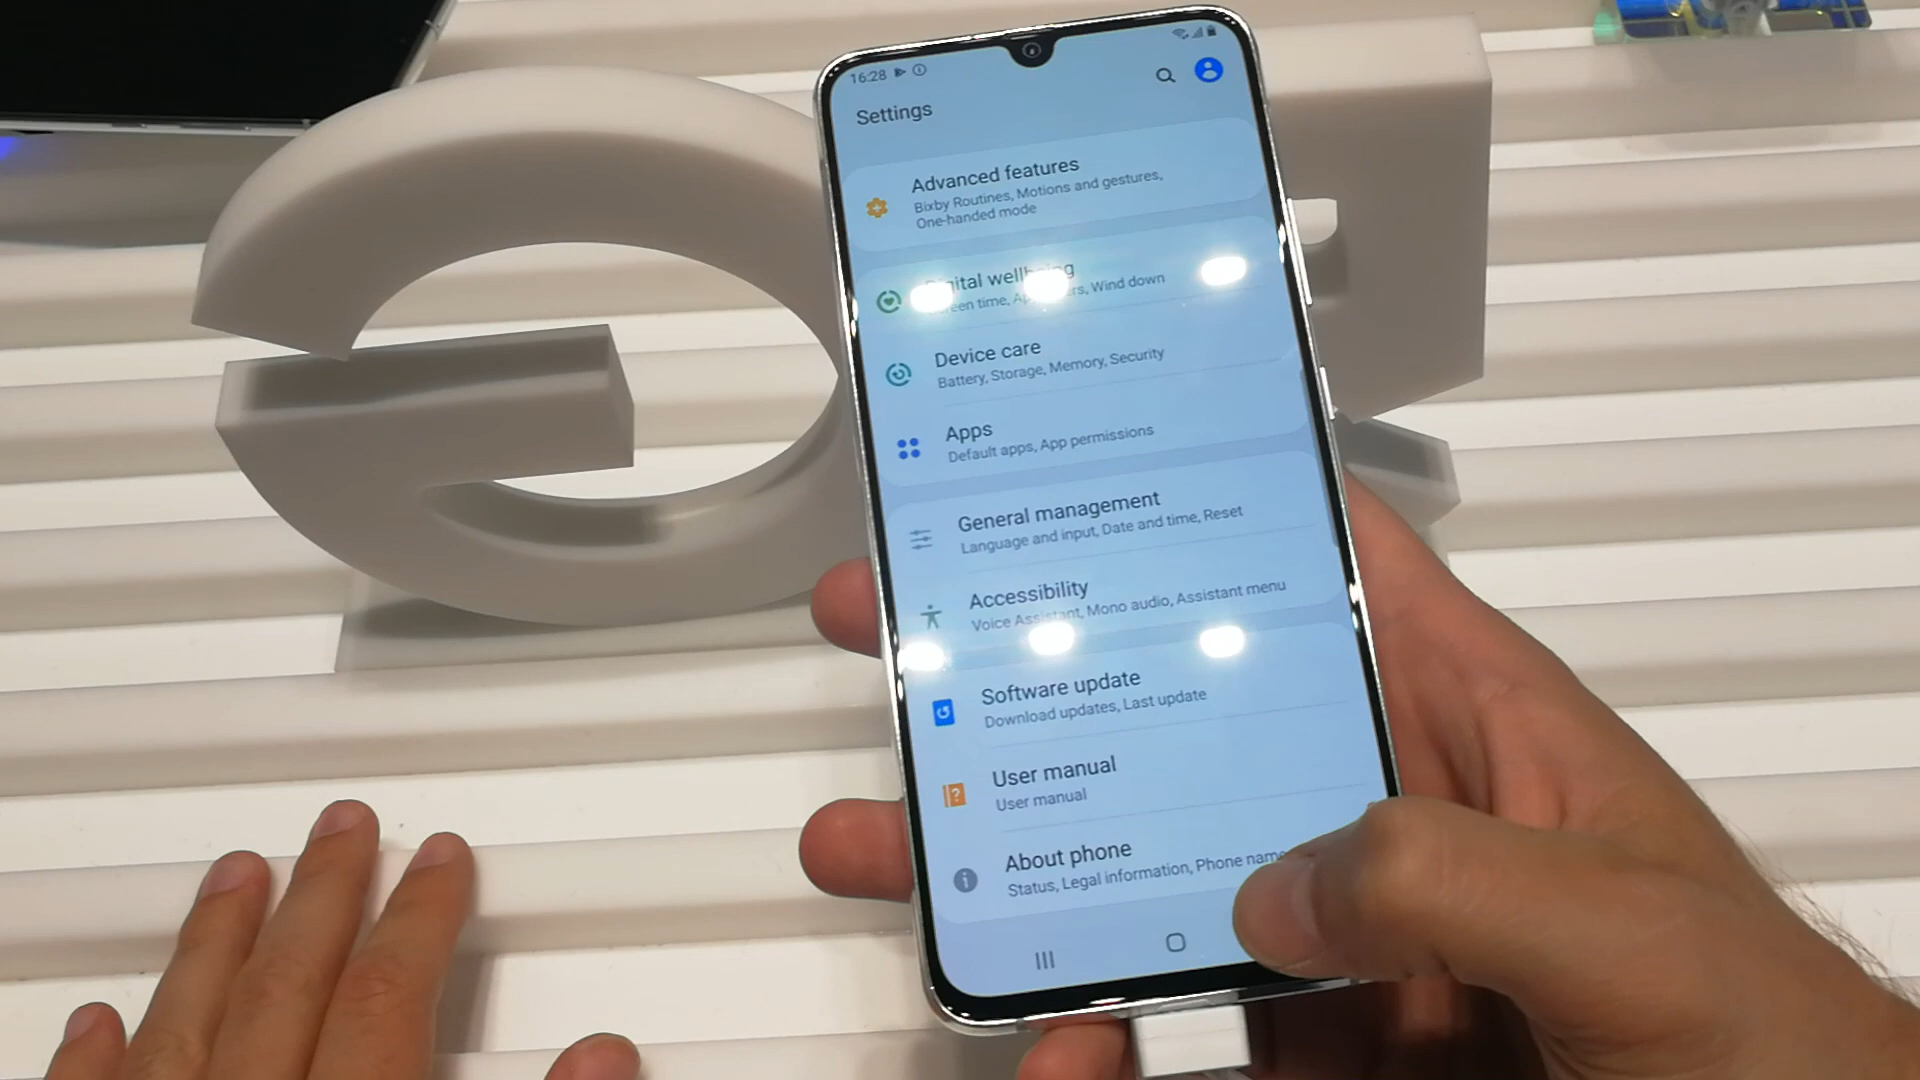 16:28
Settings
Advanced features
Bixby Routines, Motions and gestures,
One-handed mode
Digital wellbeing
Screen time, Wind down
Device care
Battery, Storage, Memory, Security
Apps
Default apps, App permissions
General management
Language and input, Date and time, Reset
Accessibility
Voice Assistant, Mono audio, Assistant menu
Software update
Download updates, Last update
User manual
User manual
About phone
Status, Legal information, Phone name